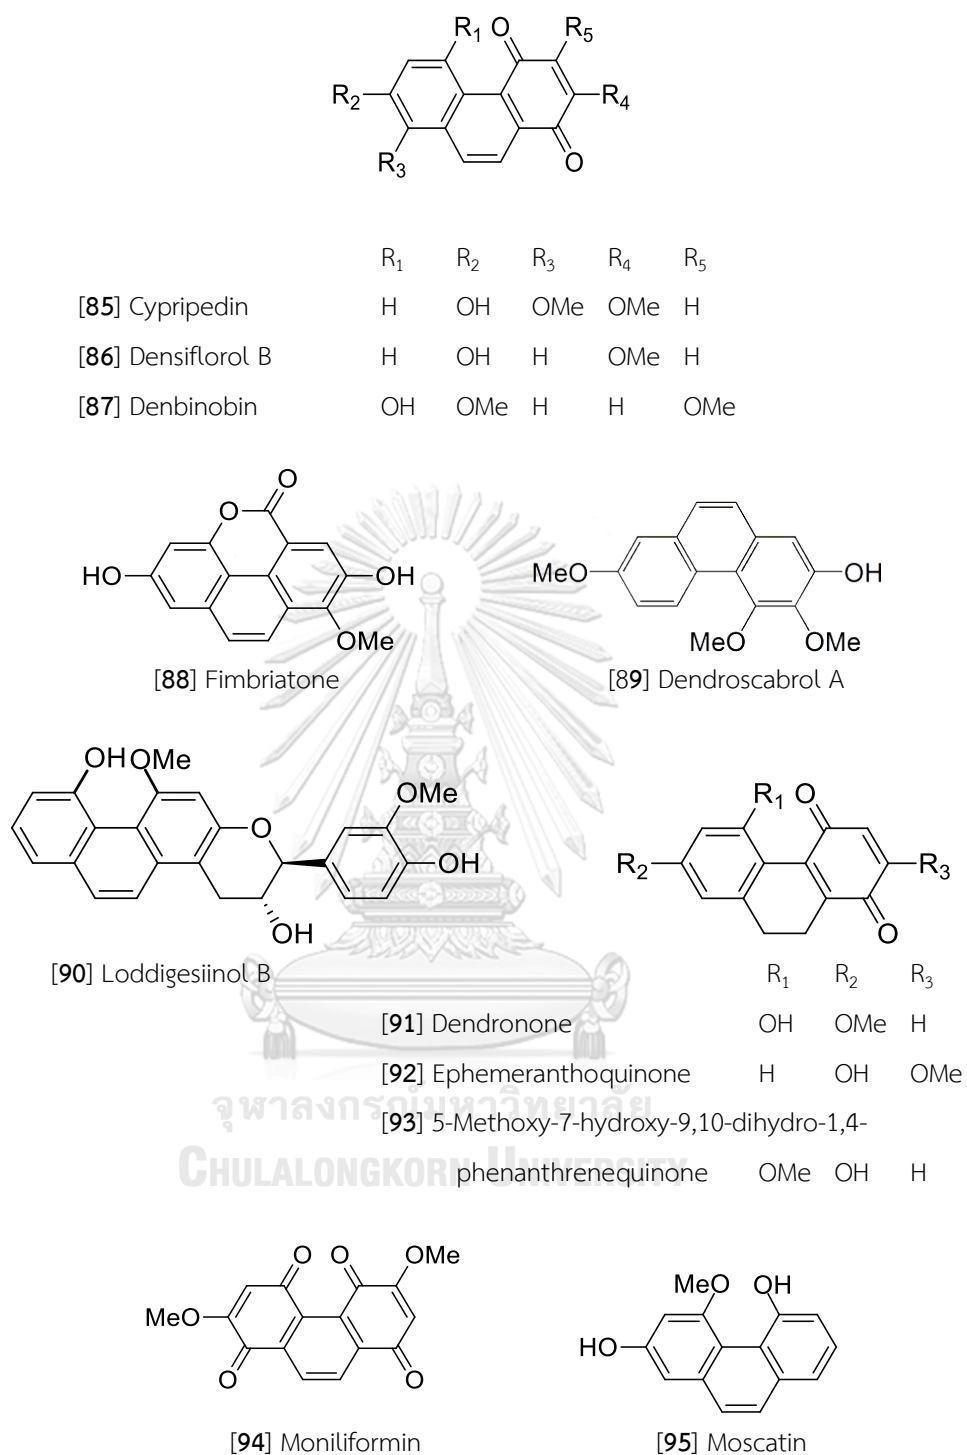 R1 O R5
R2 R4
R3 O
R1 R2 R3 R4 R5
[85] Cypripedin H OH OMe OMe H
[86] Densiflorol B H OH H OMe H
[87] Denbinobin OH OMe H H OMe
O
O
HO OH
OMe
MeO OH
MeO OMe
[88] Fimbriatone [89] Dendroscabrol A
OH OMe
O OMe
OH
OH
R1 O
R2 R3
O
[90] Loddigesiinol B
R1 R2 R3
[91] Dendronone OH OMe H
[92] Ephemeranthoquinone H OH OMe
[93] 5-Methoxy-7-hydroxy-9,10-dihydro-1,4-
phenanthrenequinone OMe OH H
จุฬาลงกรณ์มหาวิทยาลัย
CHULALONGKORN UNIVERSITY
O O OMe
MeO
O O
MeO OH
HO
[94] Moniliformin [95] Moscatin